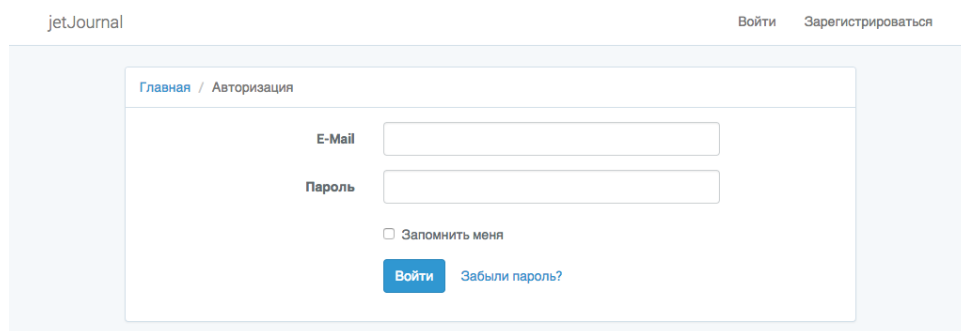 jetJournal Войти Зарегистрироваться
Главная / Авторизация
E-Mail
Пароль
Запомнить меня
Войти Забыли пароль?